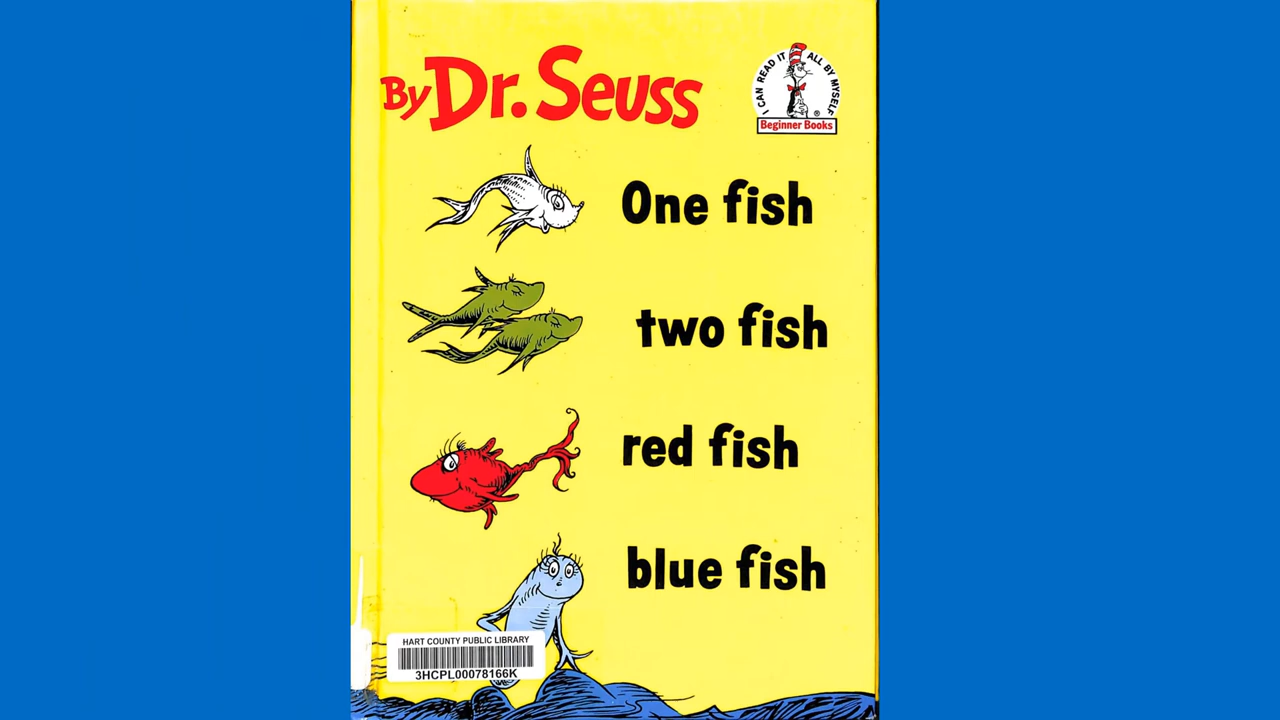 By Dr. Seuss
I CAN READ IT ALL BY MYSELF
®
Beginner Books
One fish
two fish
red fish
blue fish
HART COUNTY PUBLIC LIBRARY
3HCPL00078166K